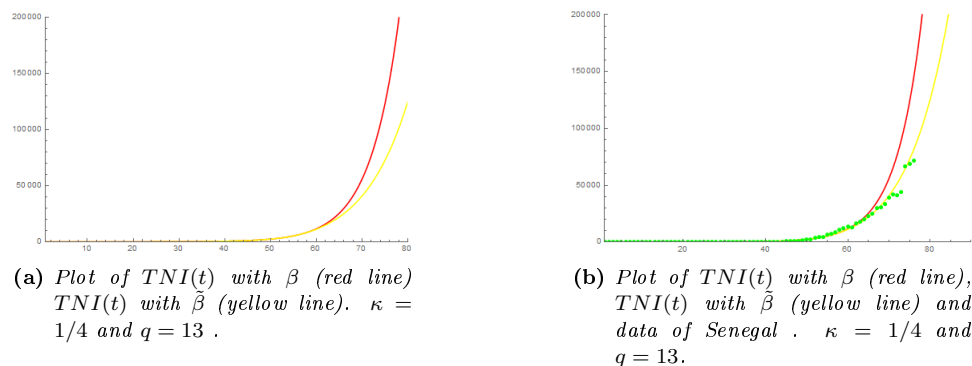 200000
150000
100000
50000
0
10 20 30 40 50 60 70 80
(a) Plot of TNI(t) with β (red line)
TNI(t) with β̃ (yellow line). κ =
1/4 and q = 13 .
200000
150000
100000
50000
0
20 40 60 80
(b) Plot of TNI(t) with β (red line),
TNI(t) with β̃ (yellow line) and
data of Senegal . κ = 1/4 and
q = 13.